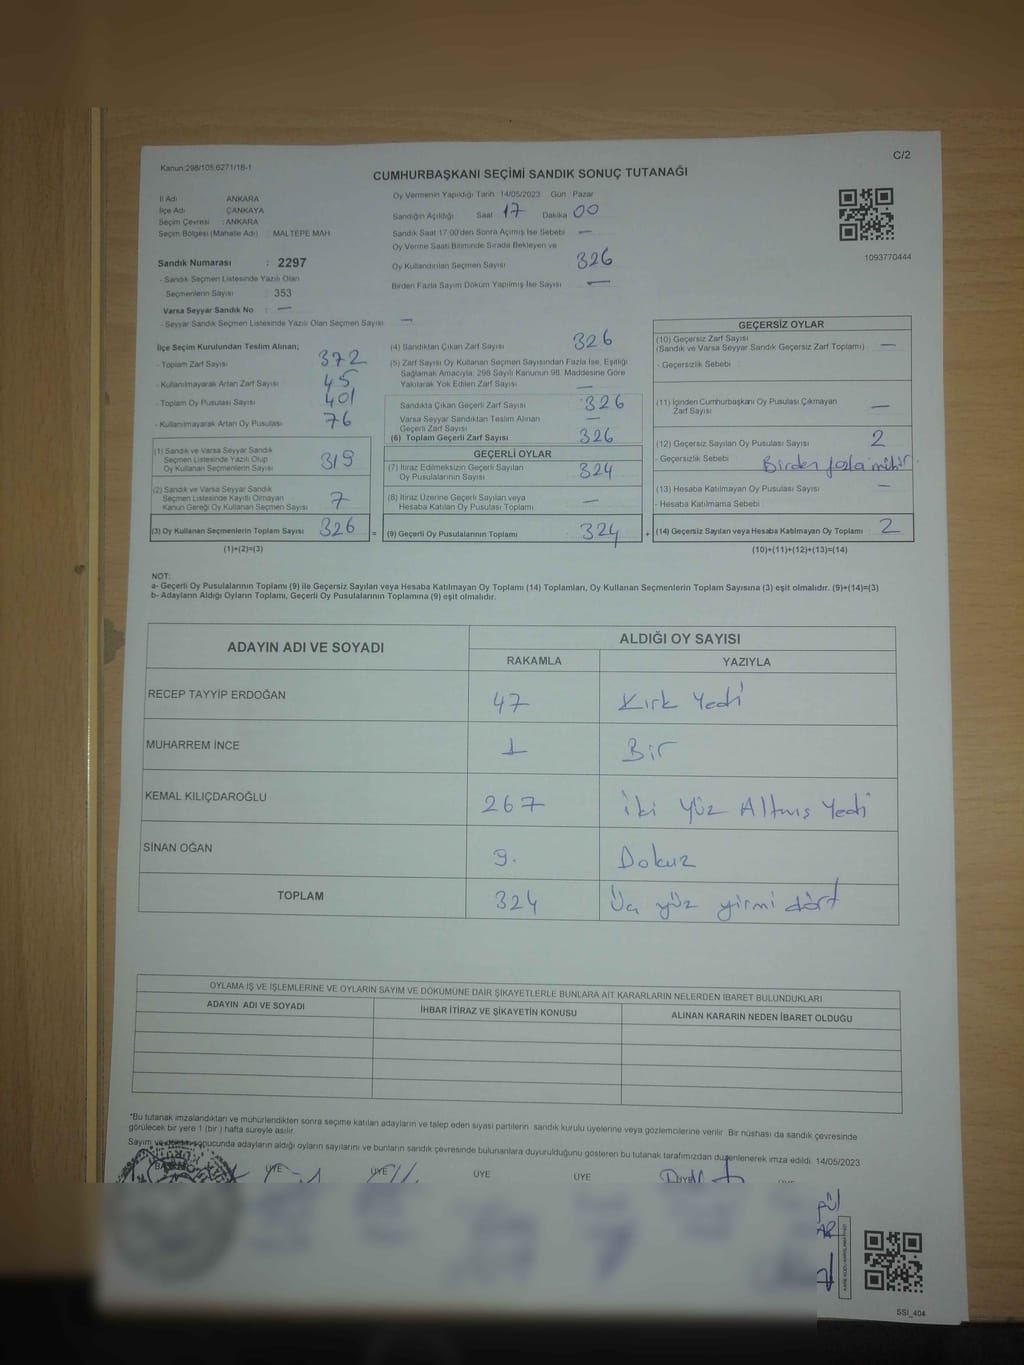 Kanun:298/105.6271/18-1
C/2
CUMHURBAŞKANI SEÇİMİ SANDIK SONUÇ TUTANAĞI
İl Adı ANKARA
İlçe Adı ÇANKAYA
Seçim Çevresi : ANKARA
Seçim Bölgesi (Mahalle Adı) : MALTEPE MAH
Sandık Numarası : 2297
- Sandık Seçmen Listesinde Yazılı Olan
Seçmenlerin Sayısı : 353
Varsa Seyyar Sandık No : —
- Seyyar Sandık Seçmen Listesinde Yazılı Olan Seçmen Sayısı —
Oy Vermenin Yapıldığı Tarih 14/05/2023 Gün Pazar
Sandığın Açıldığı Saat 17 Dakika 00
Sandık Saat 17:00'den Sonra Açılmış İse Sebebi —
Oy Verme Saati Bitiminde Sırada Bekleyen ve
Oy Kullandırılan Seçmen Sayısı 326
Birden Fazla Sayım Döküm Yapılmış İse Sayısı —
1093770444
İlçe Seçim Kurulundan Teslim Alınan;
- Toplam Zarf Sayısı 372
- Kullanılmayarak Artan Zarf Sayısı 45
- Toplam Oy Pusulası Sayısı 401
- Kullanılmayarak Artan Oy Pusulası 76
(1) Sandık ve Varsa Seyyar Sandık
Seçmen Listesinde Yazılı Olup
Oy Kullanan Seçmenlerin Sayısı 319
(2) Sandık ve Varsa Seyyar Sandık
Seçmen Listesinde Kayıtlı Olmayan
Kanun Gereği Oy Kullanan Seçmen Sayısı 7
(3) Oy Kullanan Seçmenlerin Toplam Sayısı 326
(1)+(2)=(3)
(4) Sandıktan Çıkan Zarf Sayısı 326
(5) Zarf Sayısı Oy Kullanan Seçmen Sayısından Fazla İse, Eşitliği
Sağlamak Amacıyla; 298 Sayılı Kanunun 98. Maddesine Göre
Yakılarak Yok Edilen Zarf Sayısı —
Sandıkta Çıkan Geçerli Zarf Sayısı 326
Varsa Seyyar Sandıktan Teslim Alınan
Geçerli Zarf Sayısı —
(6) Toplam Geçerli Zarf Sayısı 326
GEÇERLİ OYLAR
(7) İtiraz Edilmeksizin Geçerli Sayılan
Oy Pusulasının Sayısı 324
(8) İtiraz Üzerine Geçerli Sayılan veya
Hesaba Katılan Oy Pusulası Toplamı —
= (9) Geçerli Oy Pusulalarının Toplamı 324 +
GEÇERSİZ OYLAR
(10) Geçersiz Zarf Sayısı
(Sandık ve Varsa Seyyar Sandık Geçersiz Zarf Toplamı) —
- Geçersizlik Sebebi
(11) İçinden Cumhurbaşkanı Oy Pusulası Çıkmayan
Zarf Sayısı —
(12) Geçersiz Sayılan Oy Pusulası Sayısı 2
- Geçersizlik Sebebi Birden fazla mühür
(13) Hesaba Katılmayan Oy Pusulası Sayısı —
- Hesaba Katılmama Sebebi
(14) Geçersiz Sayılan veya Hesaba Katılmayan Oy Toplamı 2
(10)+(11)+(12)+(13)=(14)
NOT:
a- Geçerli Oy Pusulalarının Toplamı (9) ile Geçersiz Sayılan veya Hesaba Katılmayan Oy Toplamı (14) Toplamları, Oy Kullanan Seçmenlerin Toplam Sayısına (3) eşit olmalıdır. (9)+(14)=(3)
b- Adayların Aldığı Oyların Toplamı, Geçerli Oy Pusulalarının Toplamına (9) eşit olmalıdır.
ADAYIN ADI VE SOYADI ALDIĞI OY SAYISI
RAKAMLA YAZIYLA
RECEP TAYYİP ERDOĞAN 47 Kırk Yedi
MUHARREM İNCE 1 Bir
KEMAL KILIÇDAROĞLU 267 iki Yüz Altmış Yedi
SİNAN OĞAN 9. Dokuz
TOPLAM 324 Üç yüz yirmi dört
OYLAMA İŞ VE İŞLEMLERİNE VE OYLARIN SAYIM VE DÖKÜMÜNE DAİR ŞİKAYETLERLE BUNLARA AİT KARARLARIN NELERDEN İBARET BULUNDUKLARI
ADAYIN ADI VE SOYADI İHBAR İTİRAZ VE ŞİKAYETİN KONUSU ALINAN KARARIN NEDEN İBARET OLDUĞU
*Bu tutanak imzalandıktan ve mühürlendikten sonra seçime katılan adayların ve talep eden siyasi partilerin sandık kurulu üyelerine veya gözlemcilerine verilir. Bir nüshası da sandık çevresinde
görülecek bir yere 1 (bir) hafta süreyle asılır.
Sayım ve döküm sonucunda adayların aldığı oyların sayılarını ve bunların sandık çevresinde bulunanlara duyurulduğunu gösteren bu tutanak tarafımızdan düzenlenerek imza edildi. 14/05/2023
ÜYE ÜYE ÜYE ÜYE
SSI_404